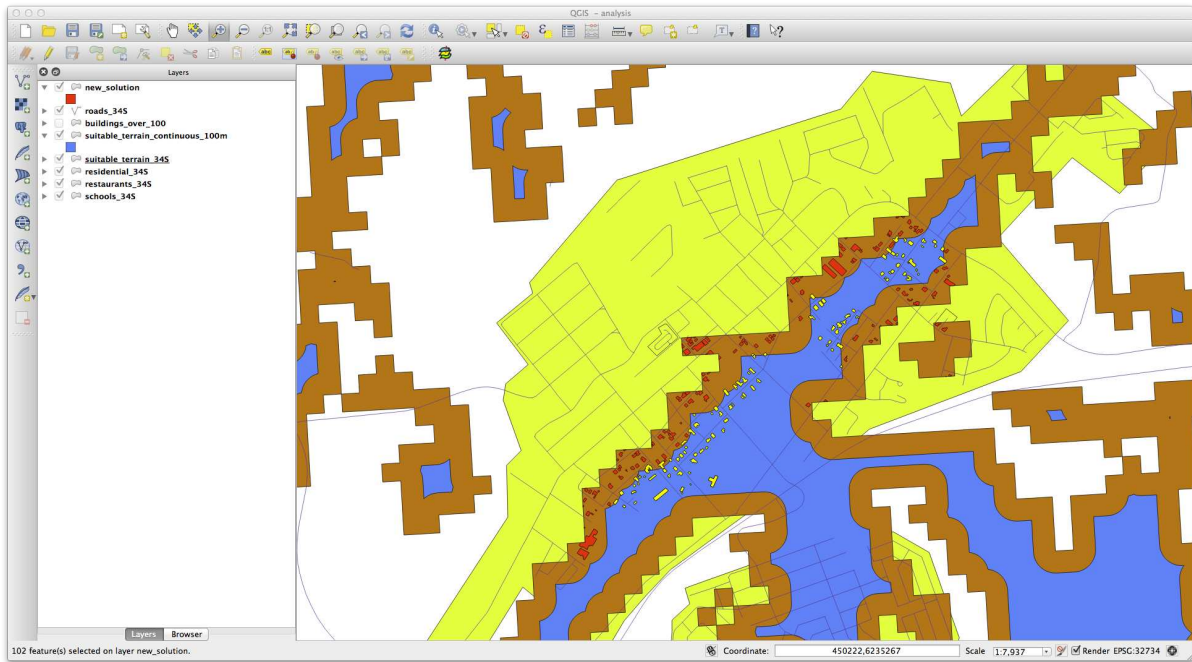 QGIS - analysis
Layers
new_solution
roads_34S
buildings_over_100
suitable_terrain_continuous_100m
suitable_terrain_34S
residential_34S
restaurants_34S
schools_34S
Layers
Browser
102 feature(s) selected on layer new_solution.
Coordinate:
450222,6235267
Scale
1:7,937
Render
EPSG:32734